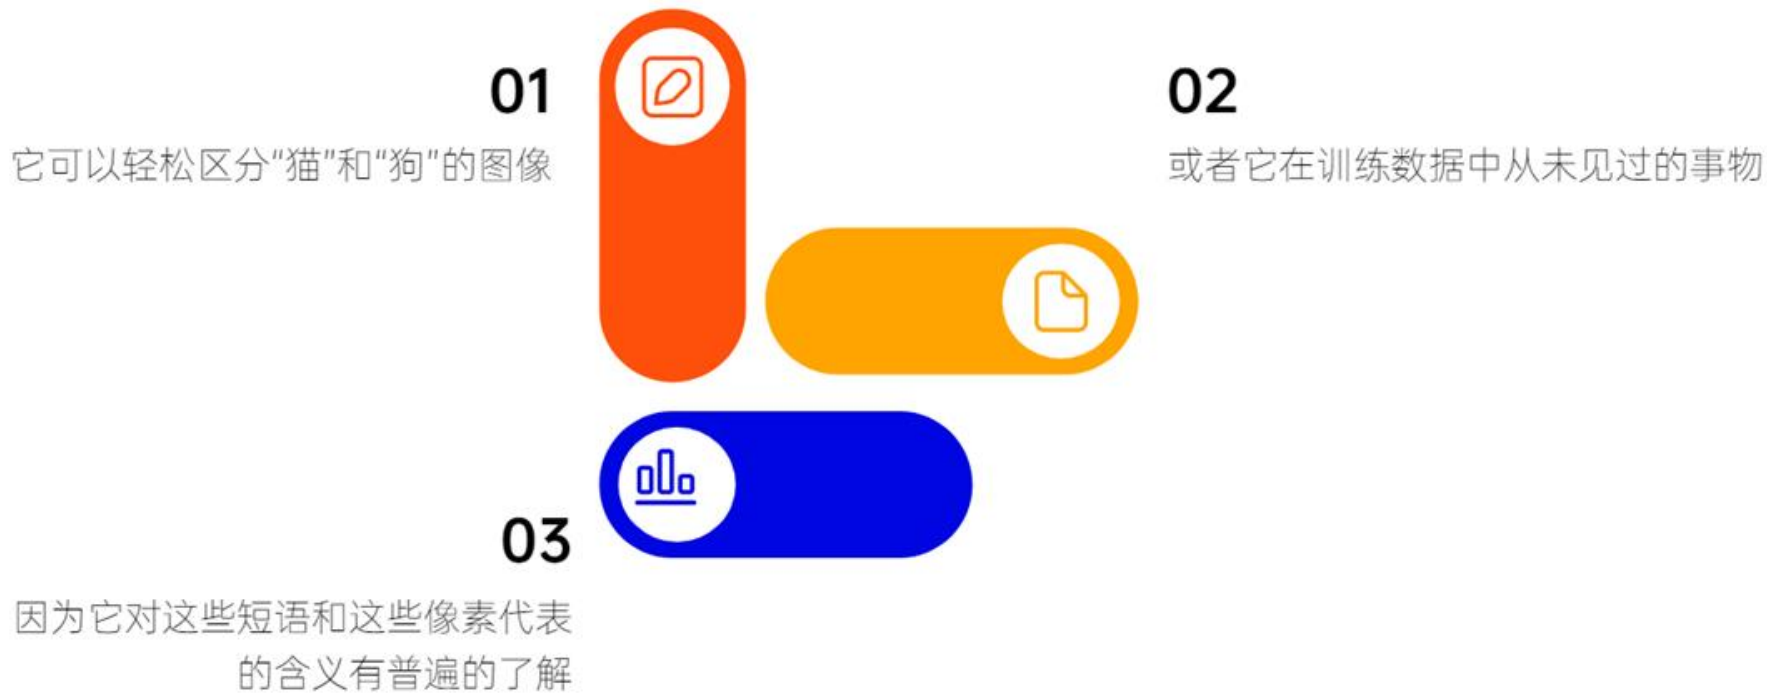 01
它可以轻松区分“猫”和“狗”的图像
02
或者它在训练数据中从未见过的事物
03
因为它对这些短语和这些像素代表
的含义有普遍的了解